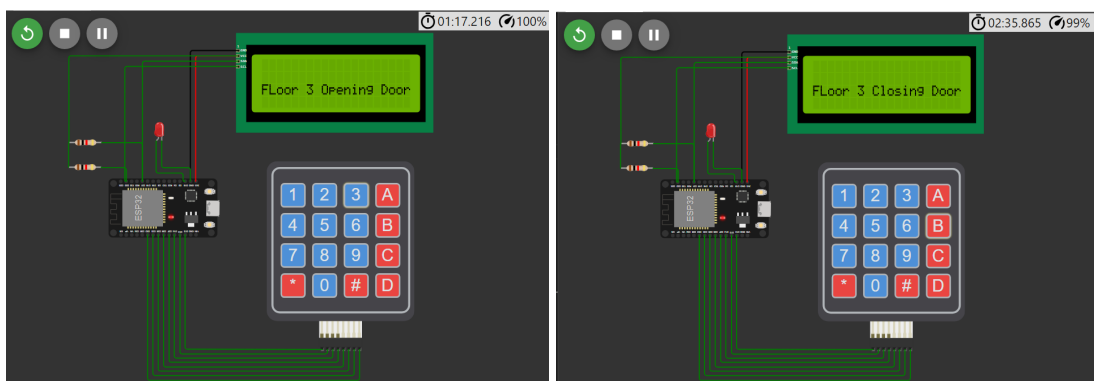 01:17.216 100%
FLoor 3 Opening Door
ESP32
1 2 3 A
4 5 6 B
7 8 9 C
* 0 # D
02:35.865 99%
FLoor 3 Closing Door
ESP32
1 2 3 A
4 5 6 B
7 8 9 C
* 0 # D